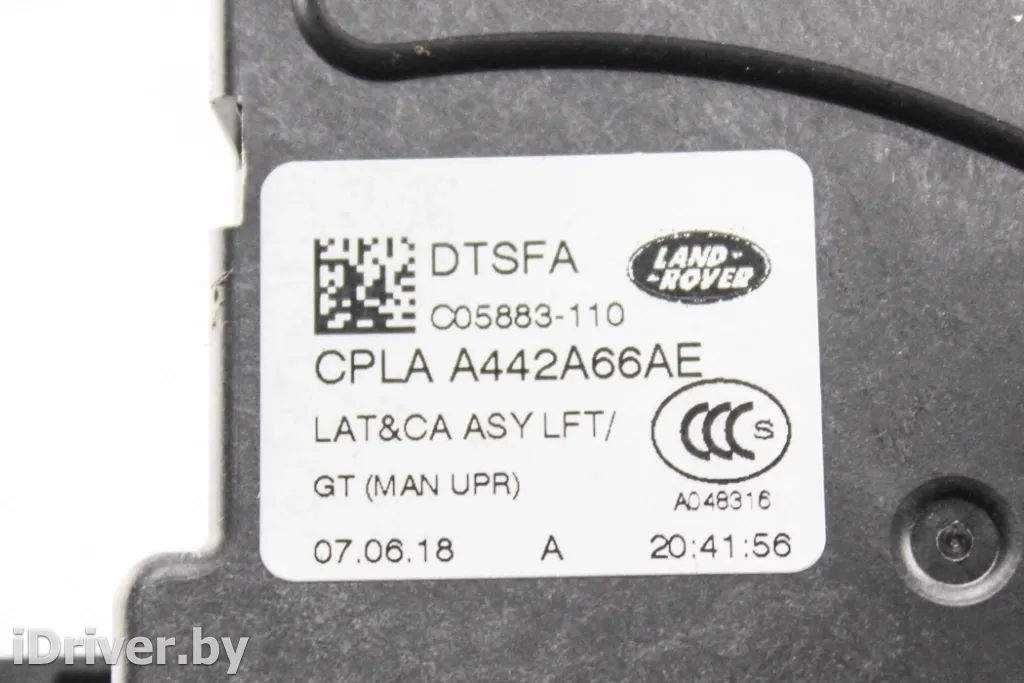 DTSFA
LAND-
-ROVER
C05883-110
CPLA A442A66AE
LAT&CA ASY LFT/
CCC S
GT (MAN UPR)
A048316
07.06.18 A 20:41:56
iDriver.by